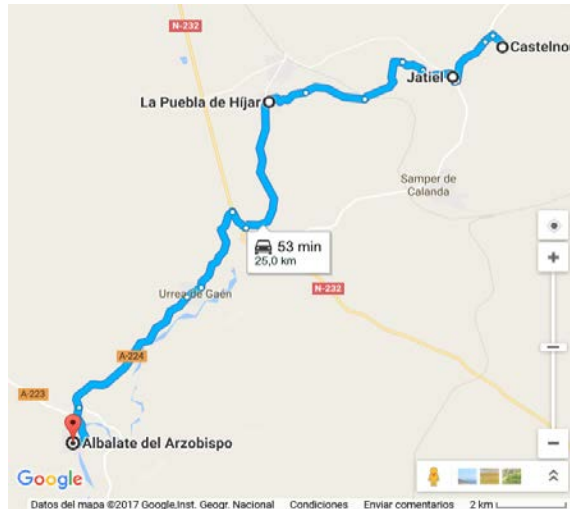 N-232
Castelnou
Jatiel
La Puebla de Híjar
Samper de
Calanda
53 min
25,0 km
Urrea de Gaén
N-232
A-224
A-223
Albalate del Arzobispo
Google
Datos del mapa ©2017 Google,Inst. Geogr. Nacional Condiciones Enviar comentarios 2 km